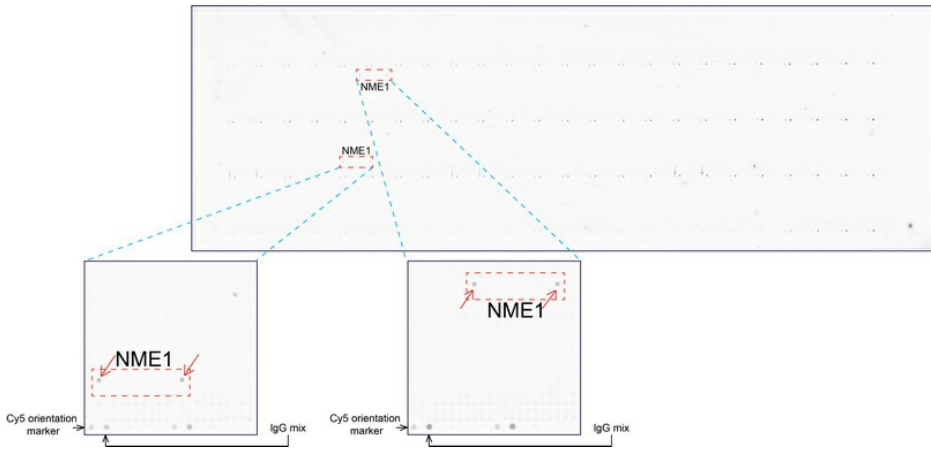 NME1
NME1
NME1
NME1
Cy5 orientation
marker
IgG mix
Cy5 orientation
marker
IgG mix